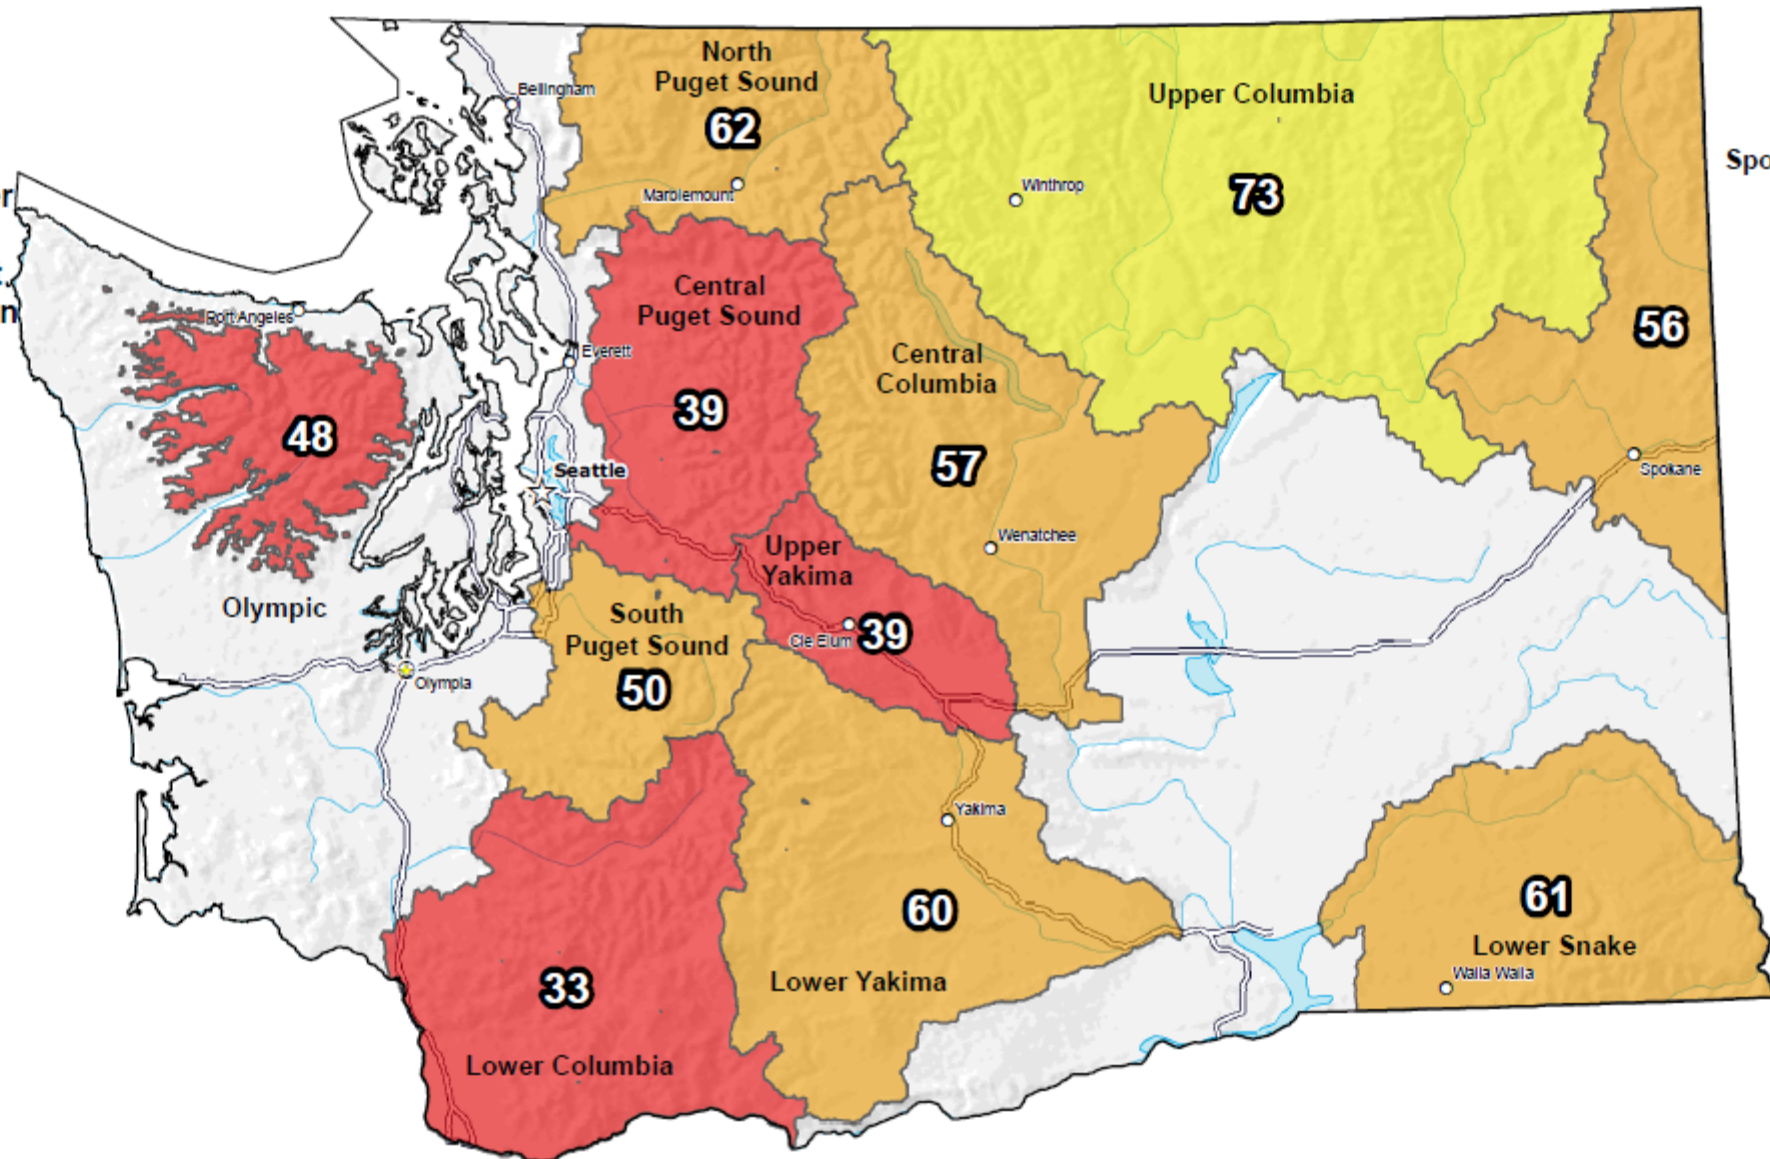 North
Puget Sound
62
Bellingham
Marblemount
Upper Columbia
73
Winthrop
Central
Puget Sound
39
Central
Columbia
57
56
Port Angeles
Everett
48
Seattle
Spokane
Wenatchee
Upper
Yakima
Cle Elum
39
Olympic
South
Puget Sound
50
Olympia
Yakima
60
Lower Yakima
61
Lower Snake
Walla Walla
33
Lower Columbia